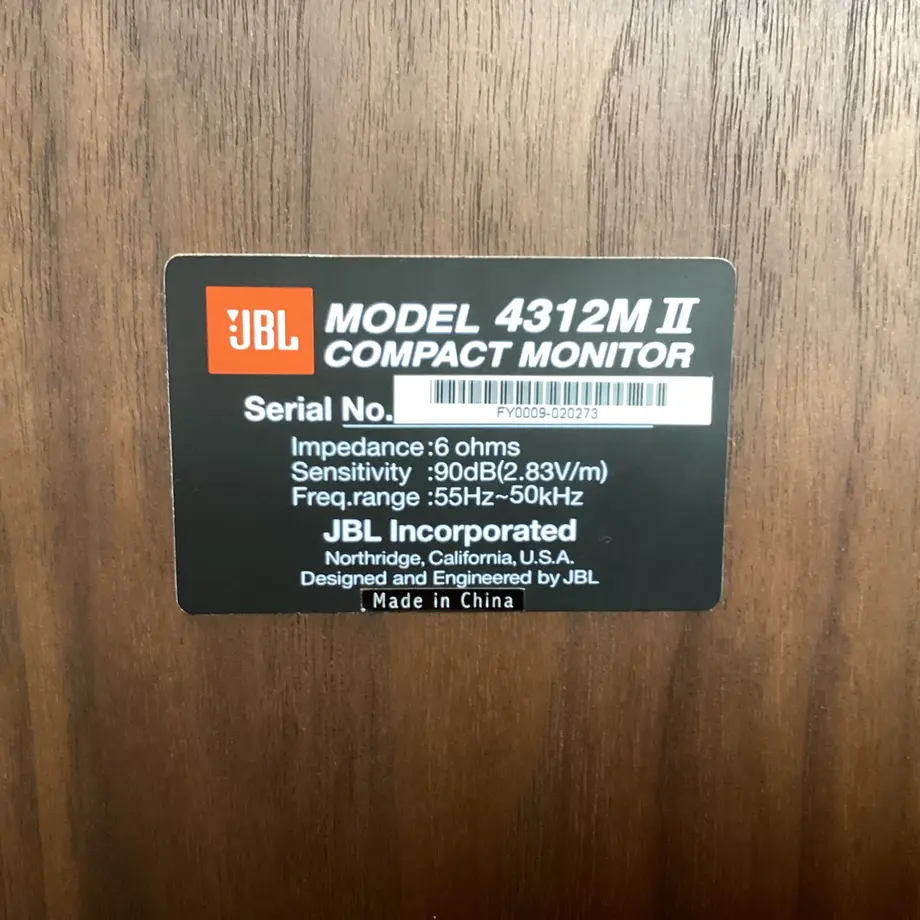 JBL
MODEL 4312M II
COMPACT MONITOR
Serial No.
FY0009-020273
Impedance:6 ohms
Sensitivity :90dB(2.83V/m)
Freq.range :55Hz~50kHz
JBL Incorporated
Northridge, California, U.S.A.
Designed and Engineered by JBL
Made in China